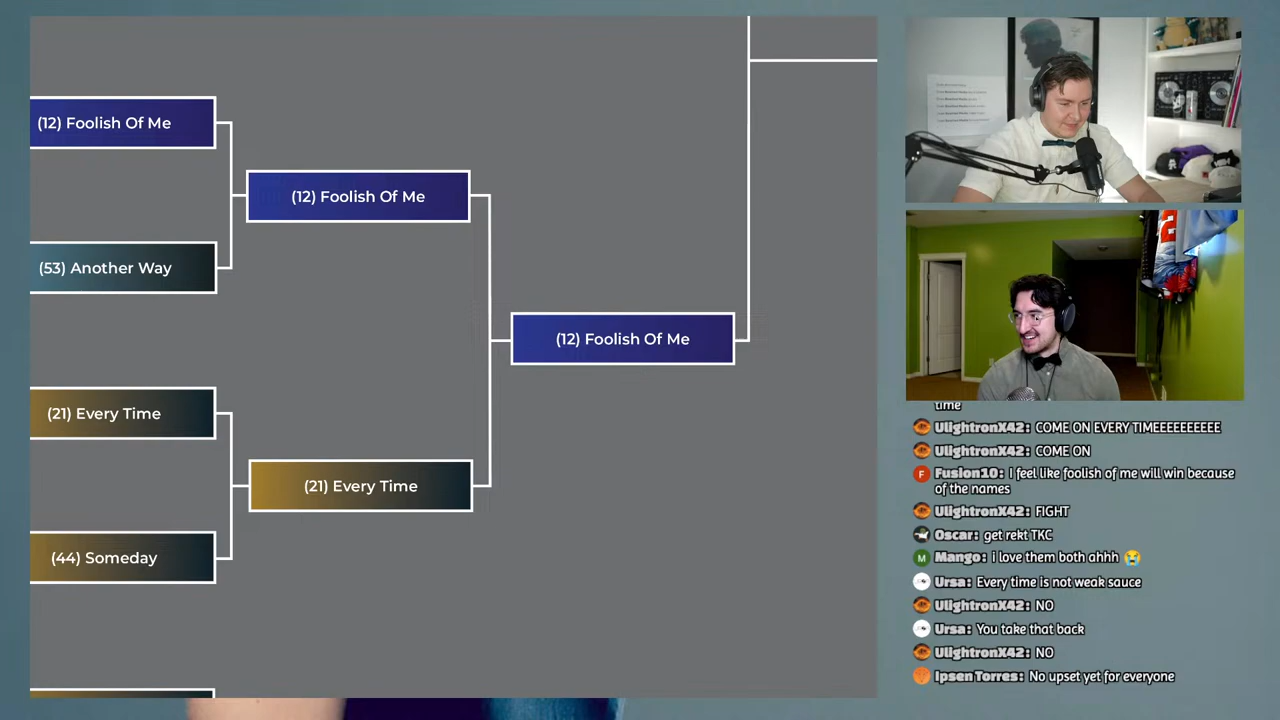 (12) Foolish Of Me
(12) Foolish Of Me
(53) Another Way
(12) Foolish Of Me
(21) Every Time
(21) Every Time
(44) Someday
time
UlightronX42: COME ON EVERY TIMEEEEEEEEEE
UlightronX42: COME ON
F Fusion10: I feel like foolish of me will win because
of the names
UlightronX42: FIGHT
Oscar: get rekt TKC
M Mango: i love them both ahhh 😭
Ursa: Every time is not weak sauce
UlightronX42: NO
Ursa: You take that back
UlightronX42: NO
Ipsen Torres: No upset yet for everyone